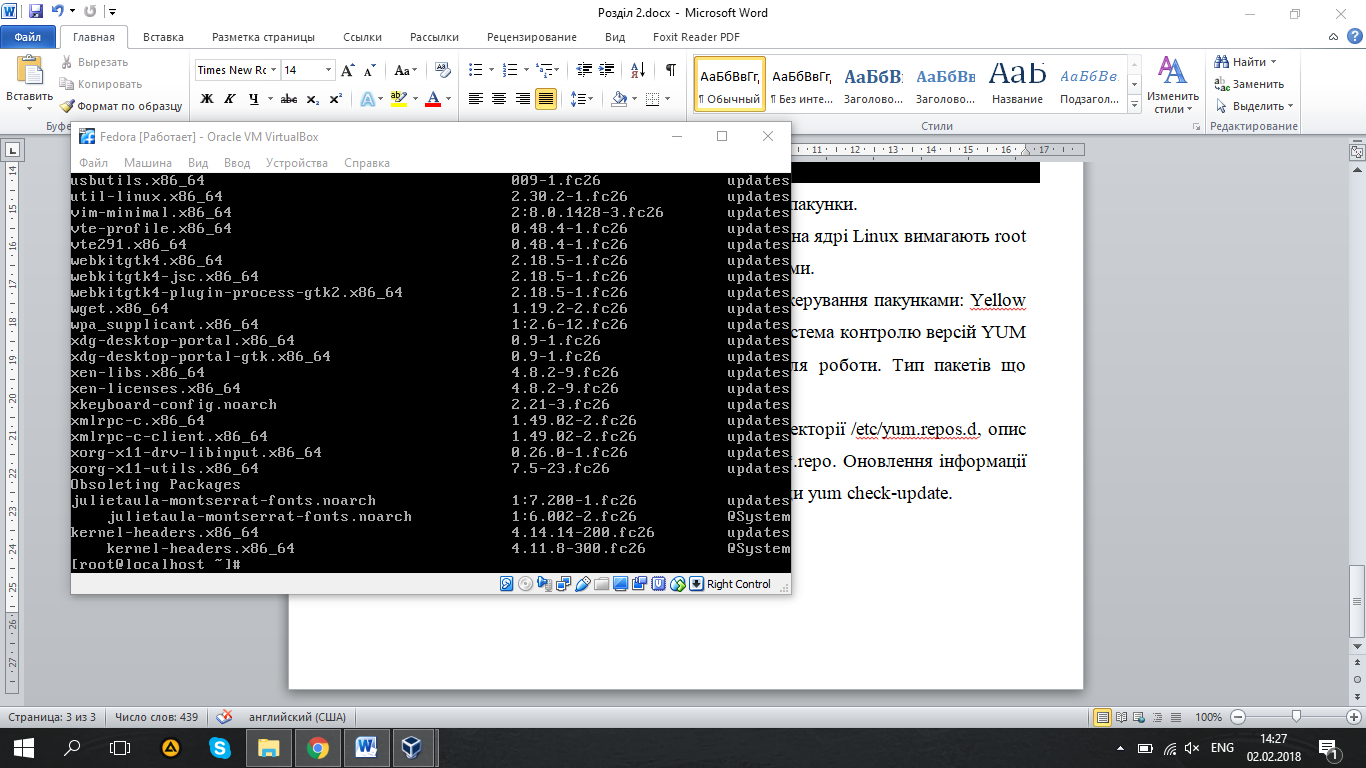 Розділ 2.docx - Microsoft Word
Файл Главная Вставка Разметка страницы Ссылки Рассылки Рецензирование Вид Foxit Reader PDF
Вставить
Вырезать
Копировать
Формат по образцу
Буфе
Times New Ro 14
Ж К Ч abc x₂ x²
АаБбВвГг, АаБбВвГг, АаБбВ АаБбВв АаБ АаБбВв
¶ Обычный ¶ Без инте... Заголово... Заголово... Название Подзагол...
Стили
Изменить стили
Найти
Заменить
Выделить
Редактирование
11 12 13 14 15 16 17
Fedora [Работает] - Oracle VM VirtualBox
Файл Машина Вид Ввод Устройства Справка
usbutils.x86_64 009-1.fc26 updates
util-linux.x86_64 2.30.2-1.fc26 updates
vim-minimal.x86_64 2:8.0.1428-3.fc26 updates
vte-profile.x86_64 0.48.4-1.fc26 updates
vte291.x86_64 0.48.4-1.fc26 updates
webkitgtk4.x86_64 2.18.5-1.fc26 updates
webkitgtk4-jsc.x86_64 2.18.5-1.fc26 updates
webkitgtk4-plugin-process-gtk2.x86_64 2.18.5-1.fc26 updates
wget.x86_64 1.19.2-2.fc26 updates
wpa_supplicant.x86_64 1:2.6-12.fc26 updates
xdg-desktop-portal.x86_64 0.9-1.fc26 updates
xdg-desktop-portal-gtk.x86_64 0.9-1.fc26 updates
xen-libs.x86_64 4.8.2-9.fc26 updates
xen-licenses.x86_64 4.8.2-9.fc26 updates
xkeyboard-config.noarch 2.21-3.fc26 updates
xmlrpc-c.x86_64 1.49.02-2.fc26 updates
xmlrpc-c-client.x86_64 1.49.02-2.fc26 updates
xorg-x11-drv-libinput.x86_64 0.26.0-1.fc26 updates
xorg-x11-utils.x86_64 7.5-23.fc26 updates
Obsoleting Packages
julietaula-montserrat-fonts.noarch 1:7.200-1.fc26 updates
julietaula-montserrat-fonts.noarch 1:6.002-2.fc26 @System
kernel-headers.x86_64 4.14.14-200.fc26 updates
kernel-headers.x86_64 4.11.8-300.fc26 @System
[root@localhost ~]#
Right Control
пакунки.
на ядрі Linux вимагають root
ми.
керування пакунками: Yellow
стема контролю версій YUM
ля роботи. Тип пакетів що
екторії /etc/yum.repos.d, опис
.repo. Оновлення інформації
и yum check-update.
Страница: 3 из 3 Число слов: 439 английский (США) 100%
ENG 14:27
02.02.2018
1